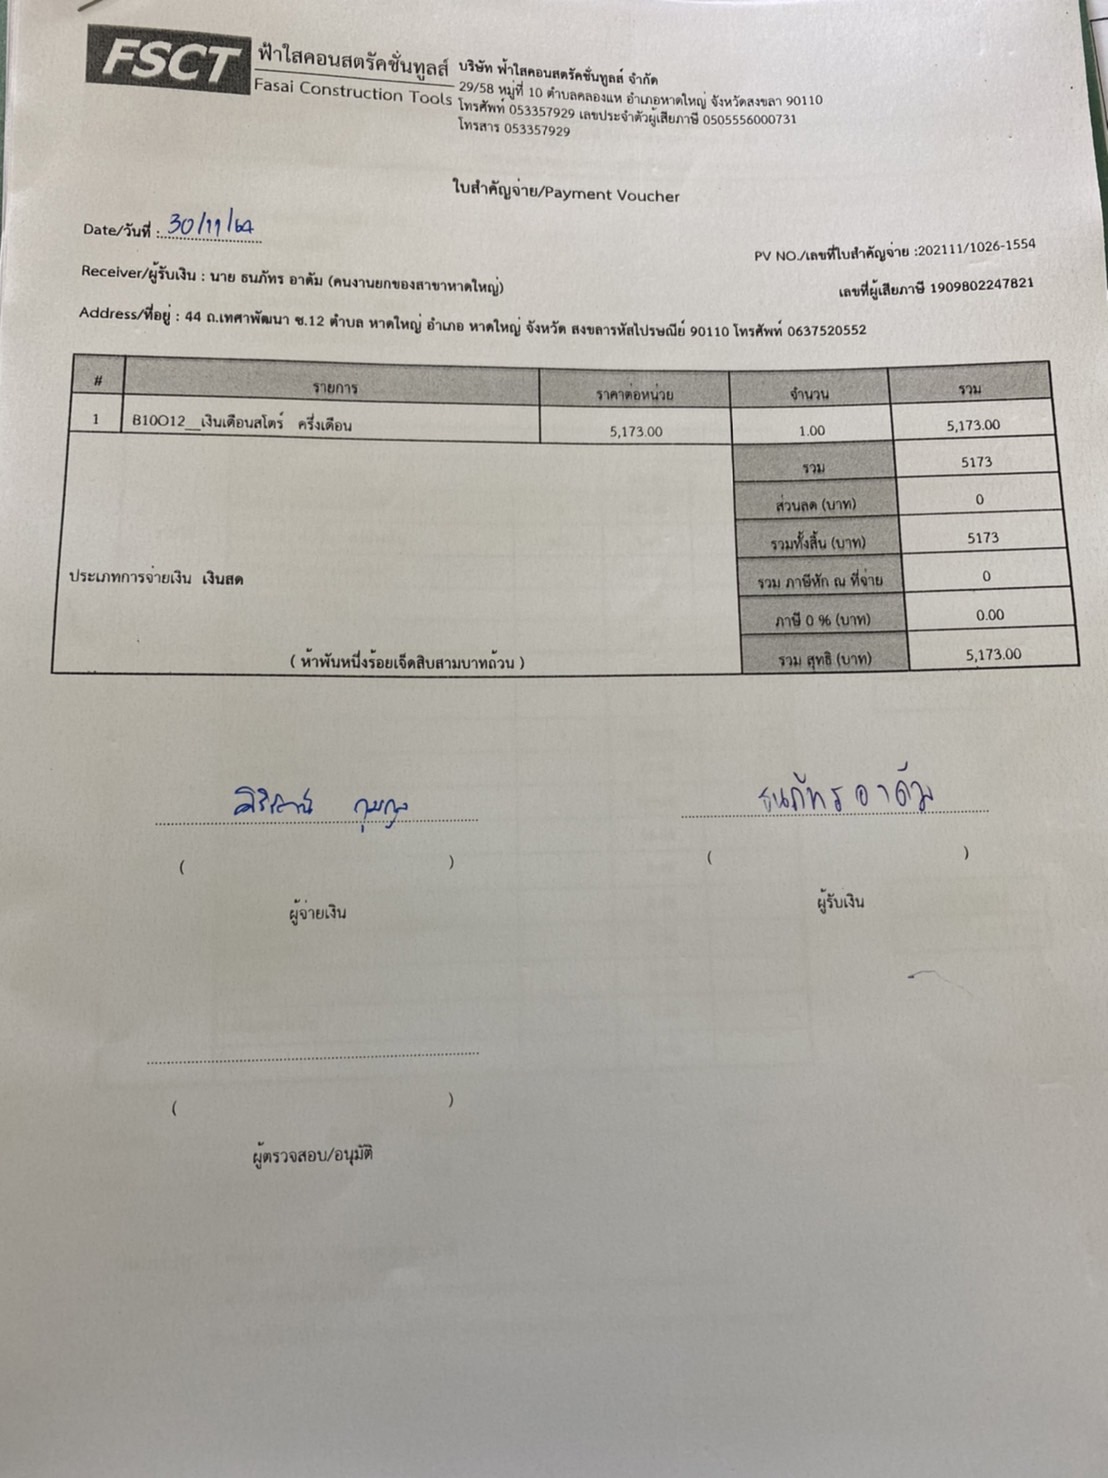 FSCT ฟ้าใสคอนสตรัคชั่นทูลส์
Fasai Construction Tools
บริษัท ฟ้าใสคอนสตรัคชั่นทูลส์ จำกัด
29/58 หมู่ที่ 10 ตำบลคลองแห อำเภอหาดใหญ่ จังหวัดสงขลา 90110
โทรศัพท์ 053357929 เลขประจำตัวผู้เสียภาษี 0505556000731
โทรสาร 053357929
ใบสำคัญจ่าย/Payment Voucher
Date/วันที่ : 30/11/64
PV NO./เลขที่ใบสำคัญจ่าย :202111/1026-1554
Receiver/ผู้รับเงิน : นาย ธนภัทร อาดัม (คนงานยกของสาขาหาดใหญ่)
เลขที่ผู้เสียภาษี 1909802247821
Address/ที่อยู่ : 44 ถ.เทศาพัฒนา ซ.12 ตำบล หาดใหญ่ อำเภอ หาดใหญ่ จังหวัด สงขลารหัสไปรษณีย์ 90110 โทรศัพท์ 0637520552
# รายการ ราคาต่อหน่วย จำนวน รวม
1 B10O12__เงินเดือนสโตร์ ครึ่งเดือน 5,173.00 1.00 5,173.00
รวม 5173
ส่วนลด (บาท) 0
รวมทั้งสิ้น (บาท) 5173
ประเภทการจ่ายเงิน เงินสด
รวม ภาษีหัก ณ ที่จ่าย 0
ภาษี 0 % (บาท) 0.00
( ห้าพันหนึ่งร้อยเจ็ดสิบสามบาทถ้วน ) รวม สุทธิ (บาท) 5,173.00
ธนภัทร อาดัม
( ) ( )
ผู้จ่ายเงิน ผู้รับเงิน
( )
ผู้ตรวจสอบ/อนุมัติ